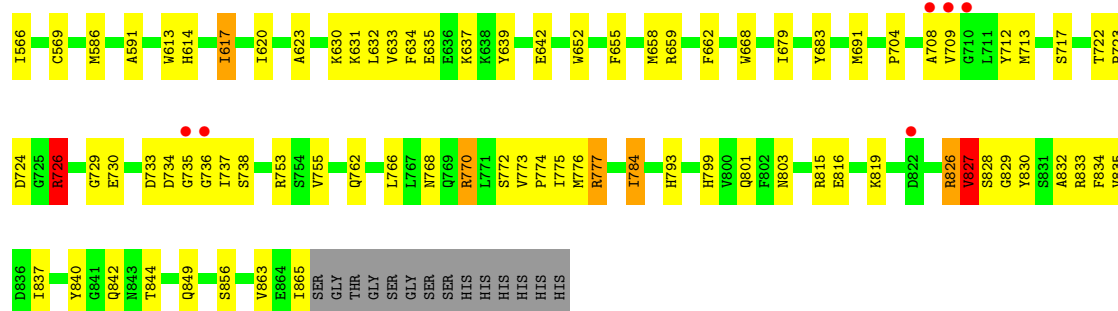 I566 C569 M586 A591 W613 H614 I617 I620 A623 K630 K631 L632 V633 F634 E635 E636 K637 K638 Y639 E642 W652 F655 M658 R659 F662 W668 I679 Y683 M691 P704 A708 V709 G710 L711 Y712 M713 S717 T722
D724 G725 R726 G729 E730 D733 D734 G735 G736 I737 S738 R753 S754 V755 Q762 L766 L767 N768 Q769 R770 L771 S772 V773 P774 I775 M776 R777 I784 H793 H799 V800 Q801 F802 N803 R815 E816 K819 D822 R826 V827 S828 G829 Y830 S831 A832 R833 F834
D836 I837 Y840 G841 Q842 N843 T844 Q849 S856 V863 E864 I865 SER GLY THR GLY SER GLY SER SER HIS HIS HIS HIS HIS HIS